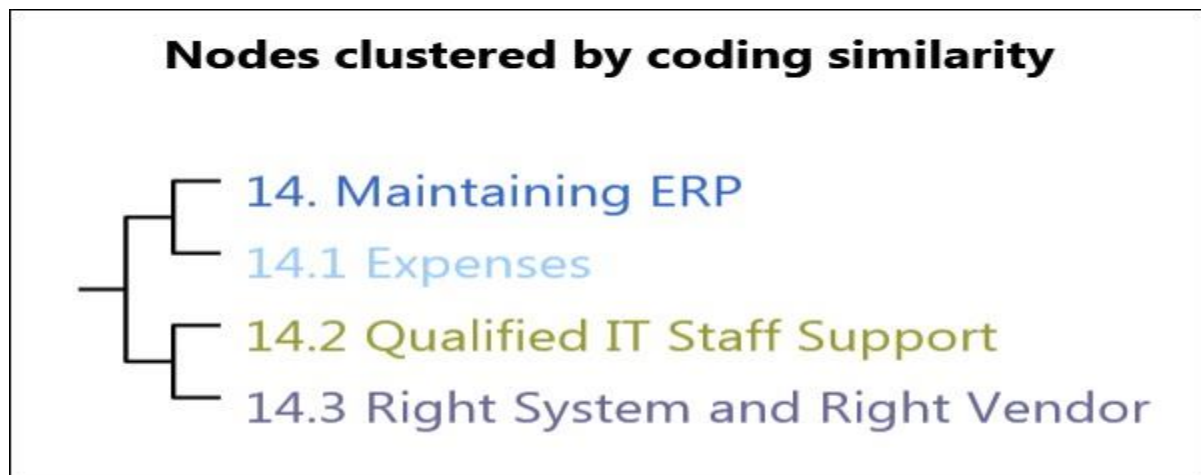 Nodes clustered by coding similarity
14. Maintaining ERP
14.1 Expenses
14.2 Qualified IT Staff Support
14.3 Right System and Right Vendor